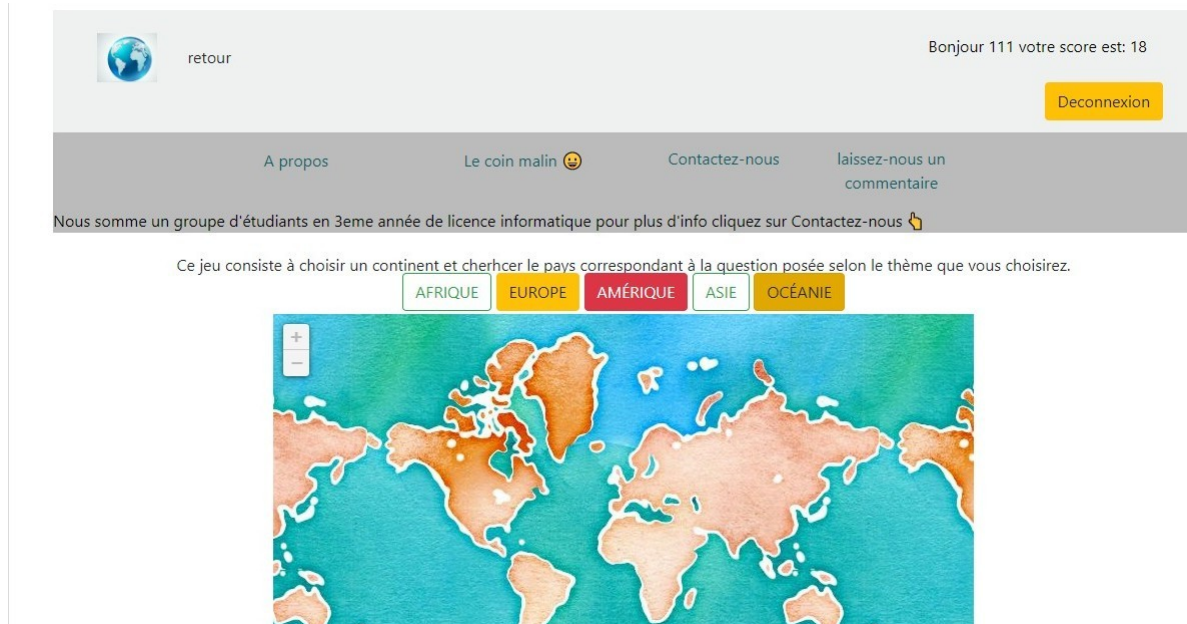 retour
Bonjour 111 votre score est: 18
Deconnexion
A propos
Le coin malin 😀
Contactez-nous
laissez-nous un
commentaire
Nous somme un groupe d'étudiants en 3eme année de licence informatique pour plus d'info cliquez sur Contactez-nous 👆
Ce jeu consiste à choisir un continent et cherhcer le pays correspondant à la question posée selon le thème que vous choisirez.
AFRIQUE
EUROPE
AMÉRIQUE
ASIE
OCÉANIE
+
−